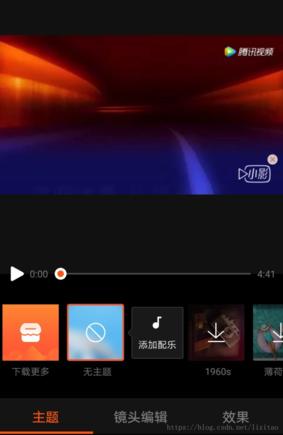 腾讯视频
小影
0:00
4:41
添加配乐
下载更多
无主题
1960s
薄荷
https://blog.csdn.net/lizitao
主题
镜头编辑
效果